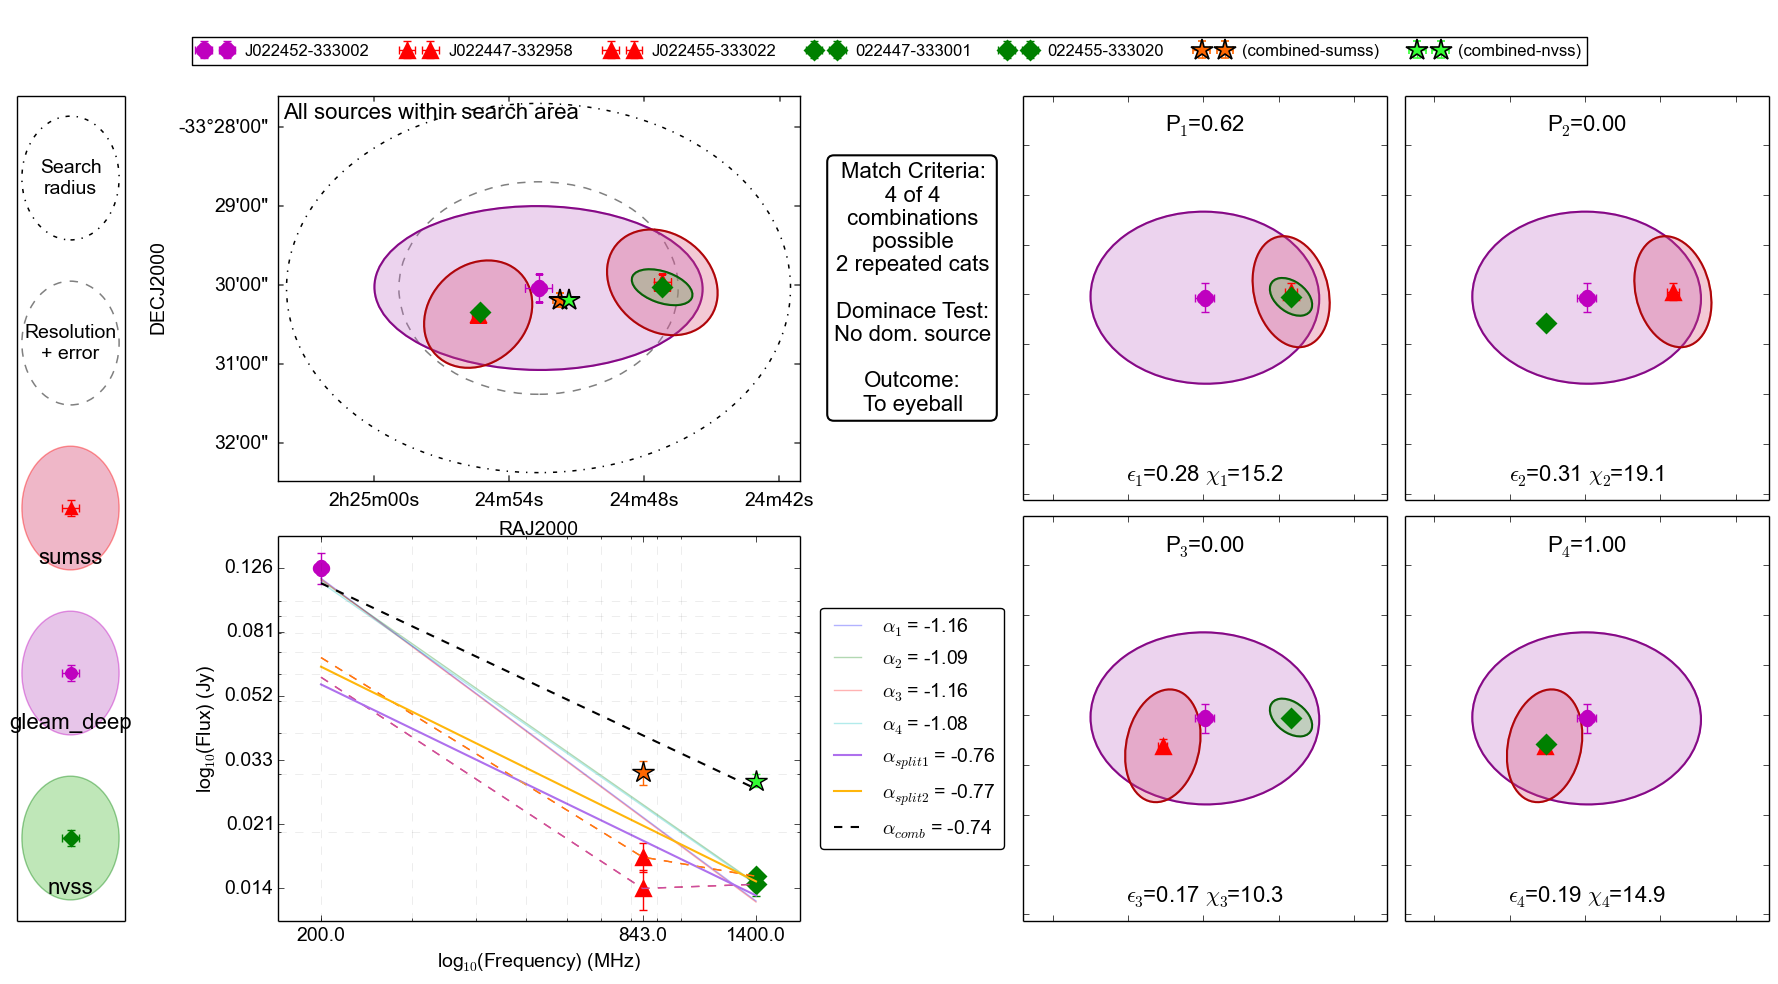 J022452-333002 J022447-332958 J022455-333022 022447-333001 022455-333020 (combined-sumss) (combined-nvss)
Search
radius
Resolution
+ error
sumss
gleam_deep
nvss
All sources within search area
DECJ2000
-33°28'00"
29'00"
30'00"
31'00"
32'00"
2h25m00s 24m54s 24m48s 24m42s
RAJ2000
Match Criteria:
4 of 4
combinations
possible
2 repeated cats
Dominace Test:
No dom. source
Outcome:
To eyeball
P1=0.62
ϵ1=0.28 χ1=15.2
P2=0.00
ϵ2=0.31 χ2=19.1
log10(Flux) (Jy)
0.126
0.081
0.052
0.033
0.021
0.014
200.0 843.0 1400.0
log10(Frequency) (MHz)
α1 = -1.16
α2 = -1.09
α3 = -1.16
α4 = -1.08
αsplit1 = -0.76
αsplit2 = -0.77
αcomb = -0.74
P3=0.00
ϵ3=0.17 χ3=10.3
P4=1.00
ϵ4=0.19 χ4=14.9